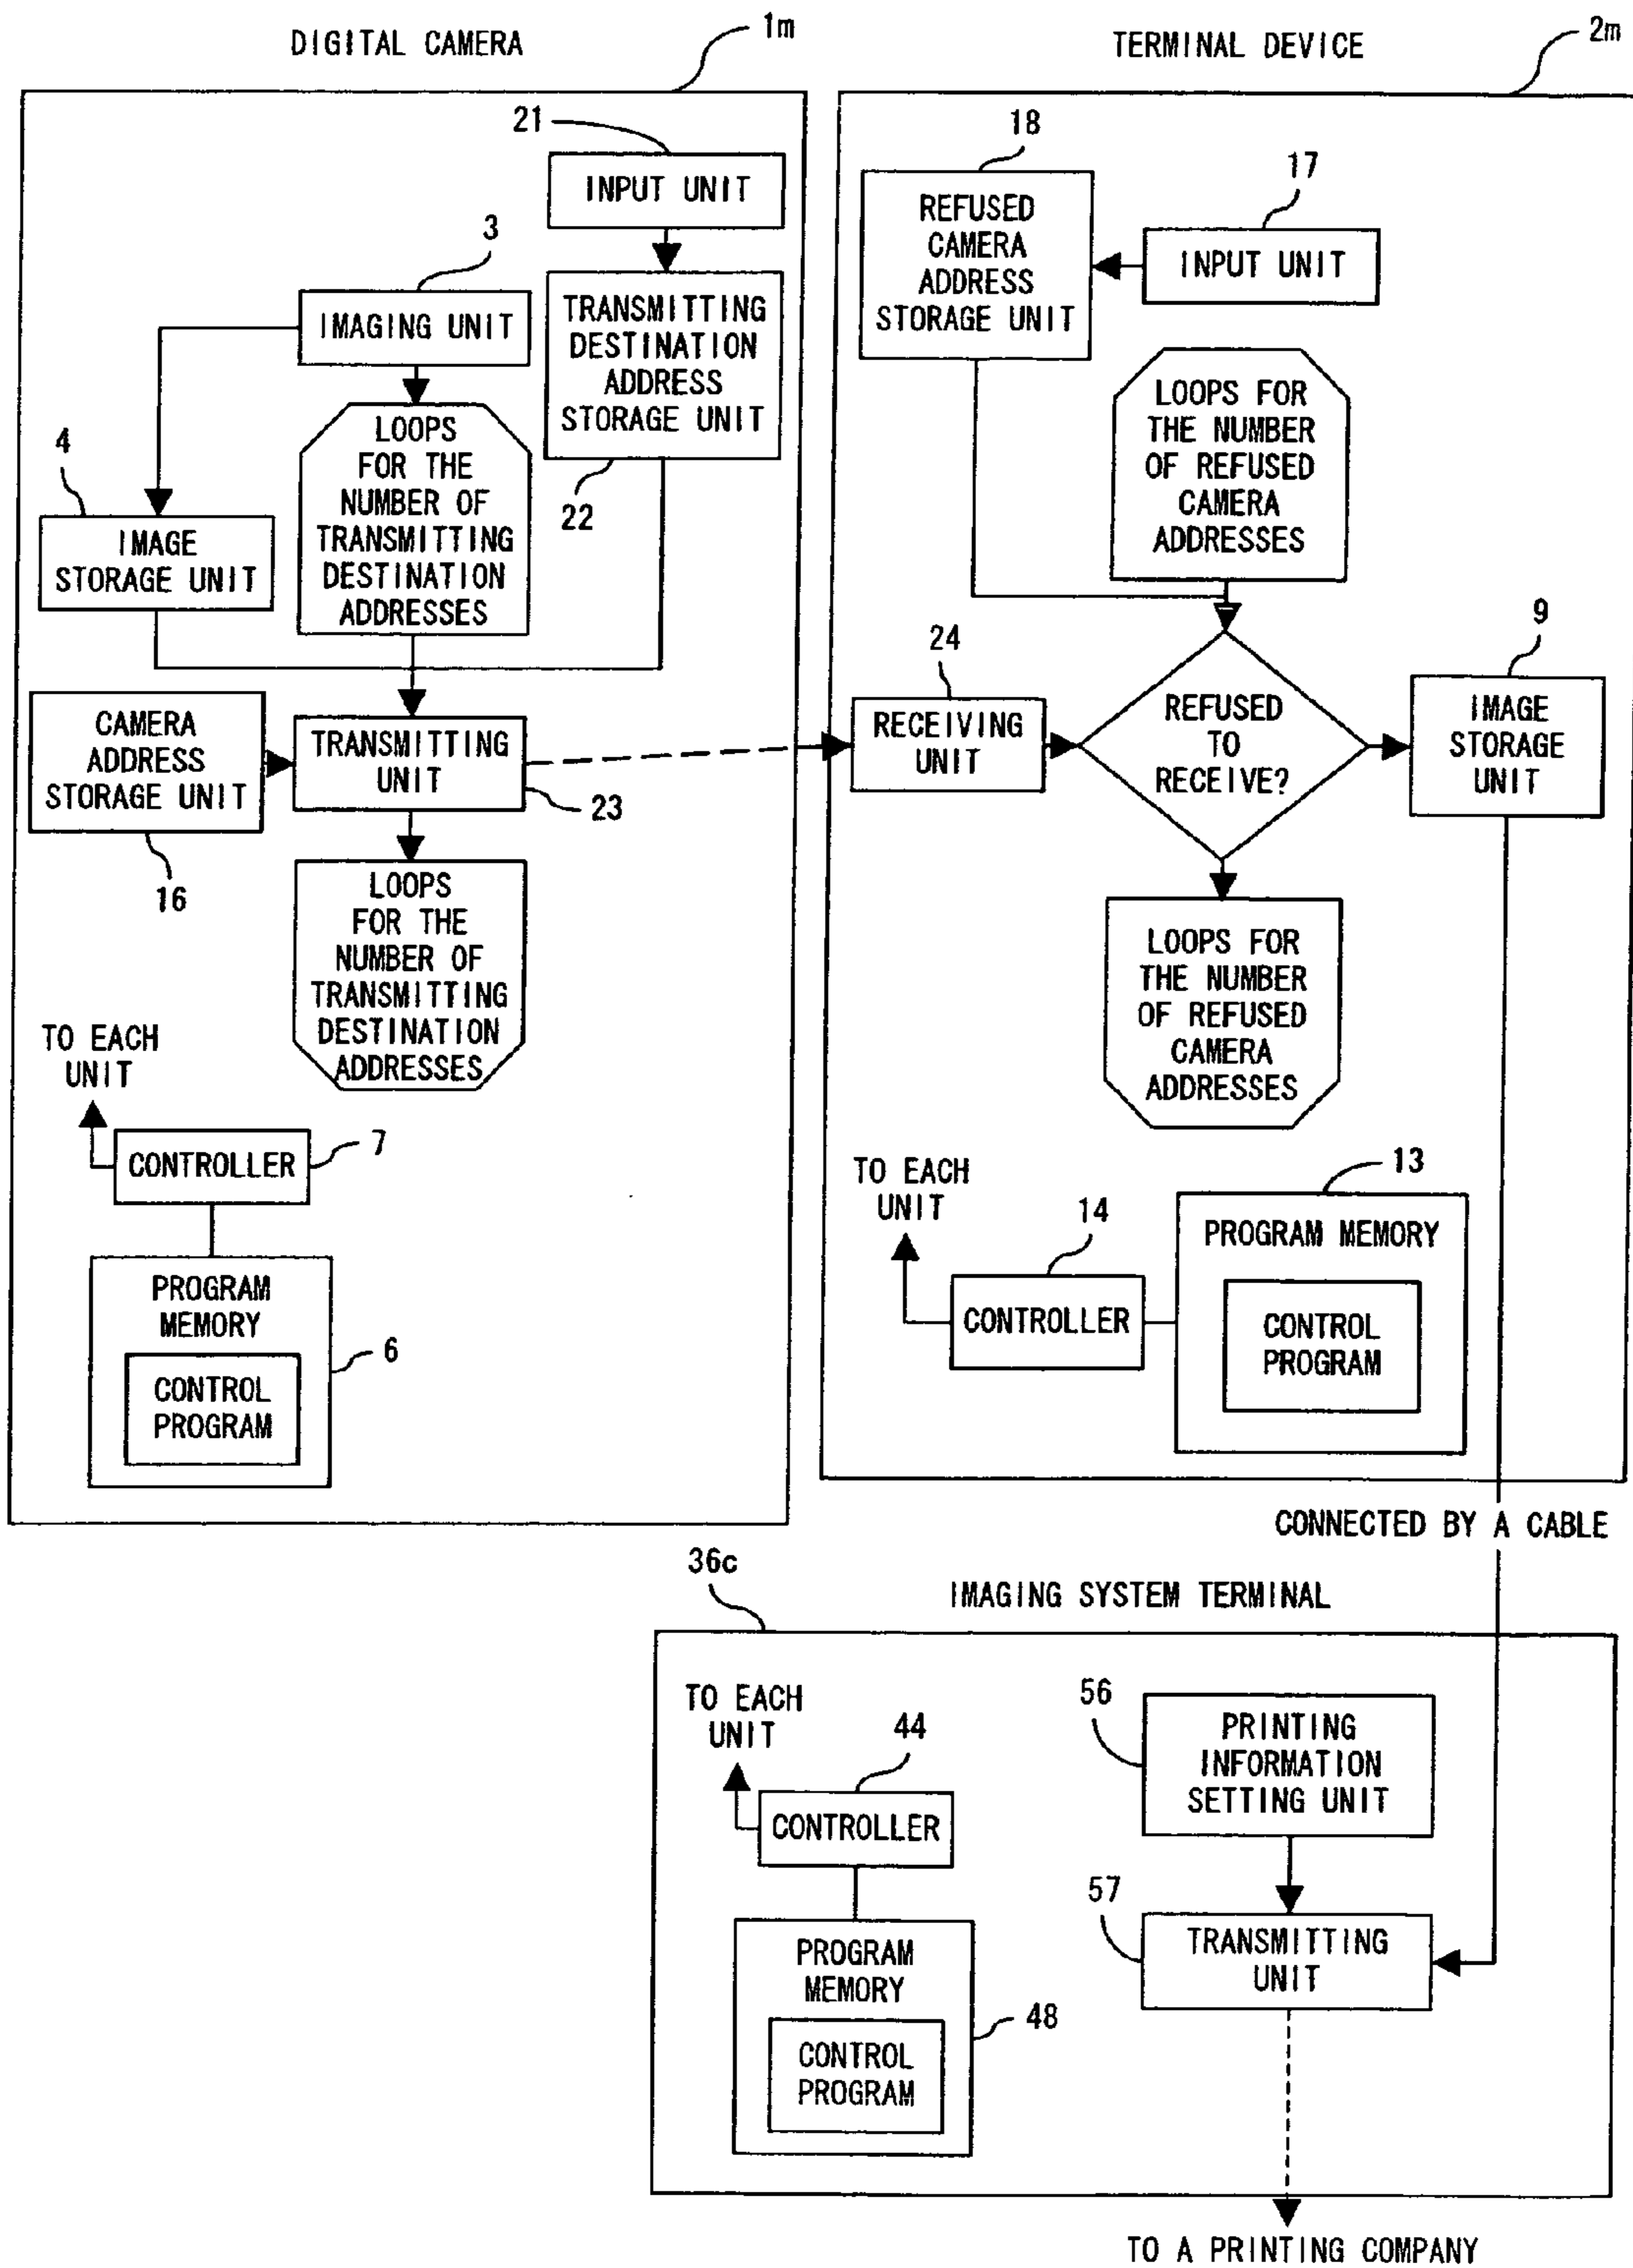 DIGITAL CAMERA
1m
21
INPUT UNIT
3
IMAGING UNIT
TRANSMITTING
DESTINATION
ADDRESS
STORAGE UNIT
22
4
IMAGE
STORAGE UNIT
LOOPS
FOR THE
NUMBER OF
TRANSMITTING
DESTINATION
ADDRESSES
CAMERA
ADDRESS
STORAGE UNIT
16
TRANSMITTING
UNIT
23
LOOPS
FOR THE
NUMBER OF
TRANSMITTING
DESTINATION
ADDRESSES
TO EACH
UNIT
CONTROLLER
7
PROGRAM
MEMORY
6
CONTROL
PROGRAM
TERMINAL DEVICE
2m
18
REFUSED
CAMERA
ADDRESS
STORAGE UNIT
17
INPUT UNIT
LOOPS FOR
THE NUMBER
OF REFUSED
CAMERA
ADDRESSES
24
RECEIVING
UNIT
REFUSED
TO
RECEIVE?
9
IMAGE
STORAGE
UNIT
LOOPS FOR
THE NUMBER
OF REFUSED
CAMERA
ADDRESSES
TO EACH
UNIT
14
CONTROLLER
13
PROGRAM MEMORY
CONTROL
PROGRAM
CONNECTED BY A CABLE
36c
IMAGING SYSTEM TERMINAL
TO EACH
UNIT
44
CONTROLLER
PROGRAM
MEMORY
48
CONTROL
PROGRAM
56
PRINTING
INFORMATION
SETTING UNIT
57
TRANSMITTING
UNIT
TO A PRINTING COMPANY